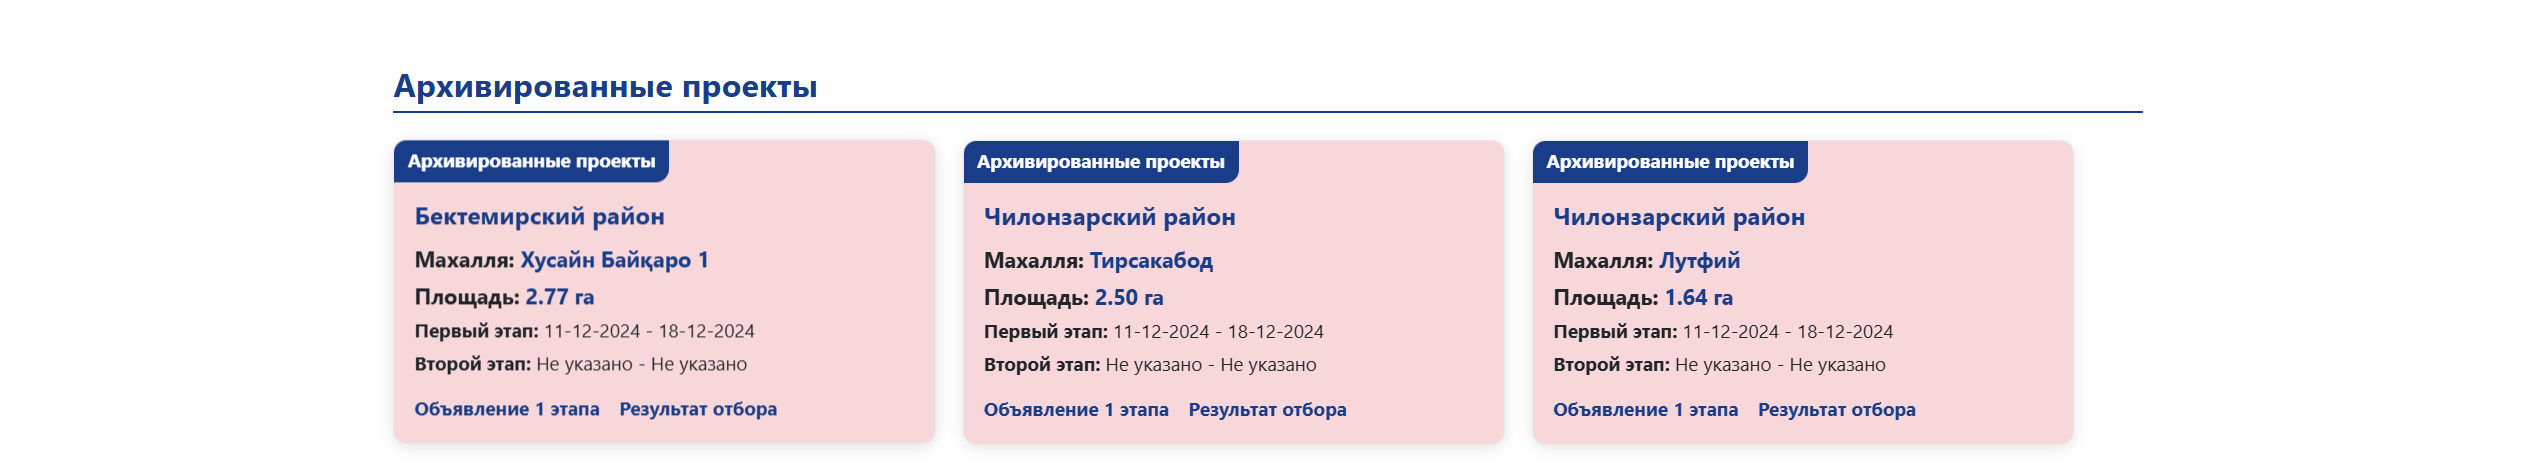 Архивированные проекты
Архивированные проекты
Бектемирский район
Махалля: Хусайн Байқаро 1
Площадь: 2.77 га
Первый этап: 11-12-2024 - 18-12-2024
Второй этап: Не указано - Не указано
Объявление 1 этапа Результат отбора
Архивированные проекты
Чилонзарский район
Махалля: Тирсакабод
Площадь: 2.50 га
Первый этап: 11-12-2024 - 18-12-2024
Второй этап: Не указано - Не указано
Объявление 1 этапа Результат отбора
Архивированные проекты
Чилонзарский район
Махалля: Лутфий
Площадь: 1.64 га
Первый этап: 11-12-2024 - 18-12-2024
Второй этап: Не указано - Не указано
Объявление 1 этапа Результат отбора